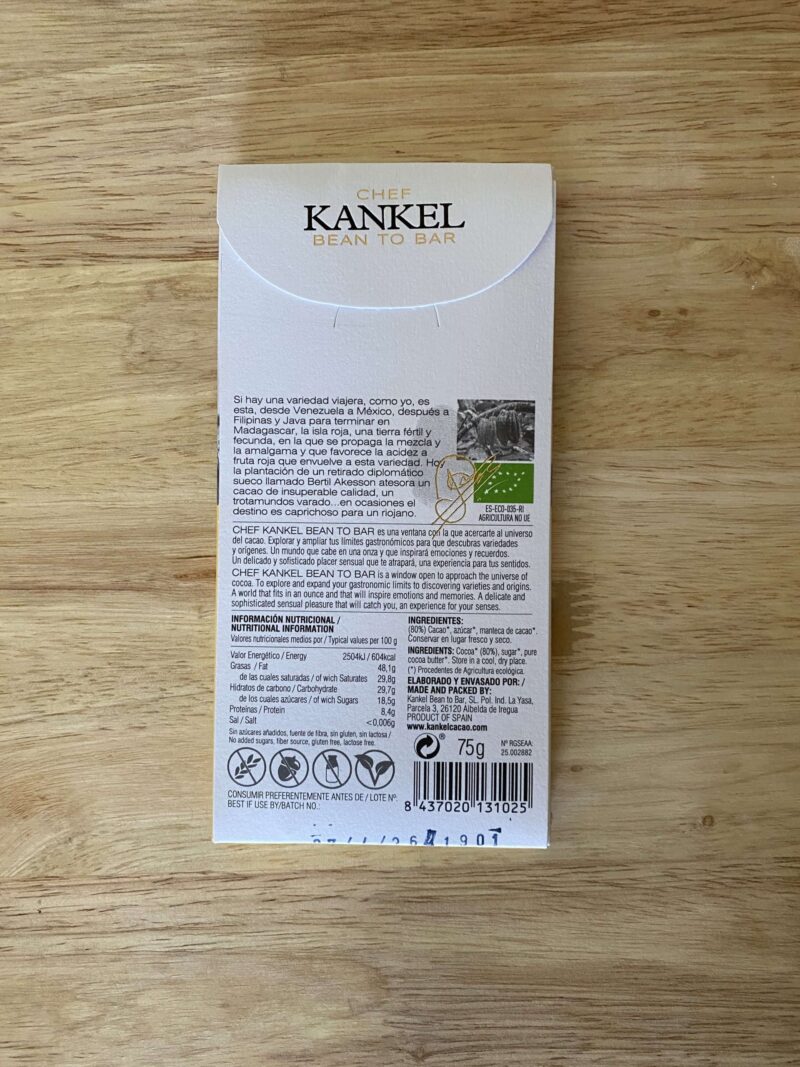 CHEF
KANKEL
BEAN TO BAR
Si hay una variedad viajera, como yo, es
esta, desde Venezuela a México, después a
Filipinas y Java para terminar en
Madagascar, la isla roja, una tierra fértil y
fecunda, en la que se propaga la mezcla y
la amalgama y que favorece la acidez a
fruta roja que envuelve a esta variedad. Hoy
la plantación de un retirado diplomático
sueco llamado Bertil Akesson atesora un
cacao de insuperable calidad, un
trotamundos varado...en ocasiones el
destino es caprichoso para un riojano.
ES-ECO-035-RI
AGRICULTURA NO UE
CHEF KANKEL BEAN TO BAR es una ventana con la que acercarte al universo
del cacao. Explorar y ampliar tus límites gastronómicos para que descubras variedades
y orígenes. Un mundo que cabe en una onza y que inspirará emociones y recuerdos.
Un delicado y sofisticado placer sensual que te atrapará, una experiencia para tus sentidos.
CHEF KANKEL BEAN TO BAR is a window open to approach the universe of
cocoa. To explore and expand your gastronomic limits to discovering varieties and origins.
A world that fits in an ounce and that will inspire emotions and memories. A delicate and
sophisticated sensual pleasure that will catch you, an experience for your senses.
INFORMACIÓN NUTRICIONAL /
NUTRITIONAL INFORMATION
Valores nutricionales medios por / Typical values per 100 g
Valor Energético / Energy 2504kJ / 604kcal
Grasas / Fat 48,1g
de las cuales saturadas / of wich Saturates 29,8g
Hidratos de carbono / Carbohydrate 29,7g
de los cuales azúcares / of wich Sugars 18,5g
Proteínas / Protein 8,4g
Sal / Salt <0,006g
Sin azúcares añadidos, fuente de fibra, sin gluten, sin lactosa /
No added sugars, fiber source, gluten free, lactose free.
CONSUMIR PREFERENTEMENTE ANTES DE / LOTE Nº:
BEST IF USE BY/BATCH NO.:
INGREDIENTES:
(80%) Cacao*, azúcar*, manteca de cacao*.
Conservar en lugar fresco y seco.
INGREDIENTS: Cocoa* (80%), sugar*, pure
cocoa butter*. Store in a cool, dry place.
(*) Procedentes de Agricultura ecológica.
ELABORADO Y ENVASADO POR: /
MADE AND PACKED BY:
Kankel Bean to Bar, SL. Pol. Ind. La Yasa,
Parcela 3, 26120 Albelda de Iregua
PRODUCT OF SPAIN
www.kankelcacao.com
® 75g
Nº RGSEAA:
25.002882
8 437020 131025
1901